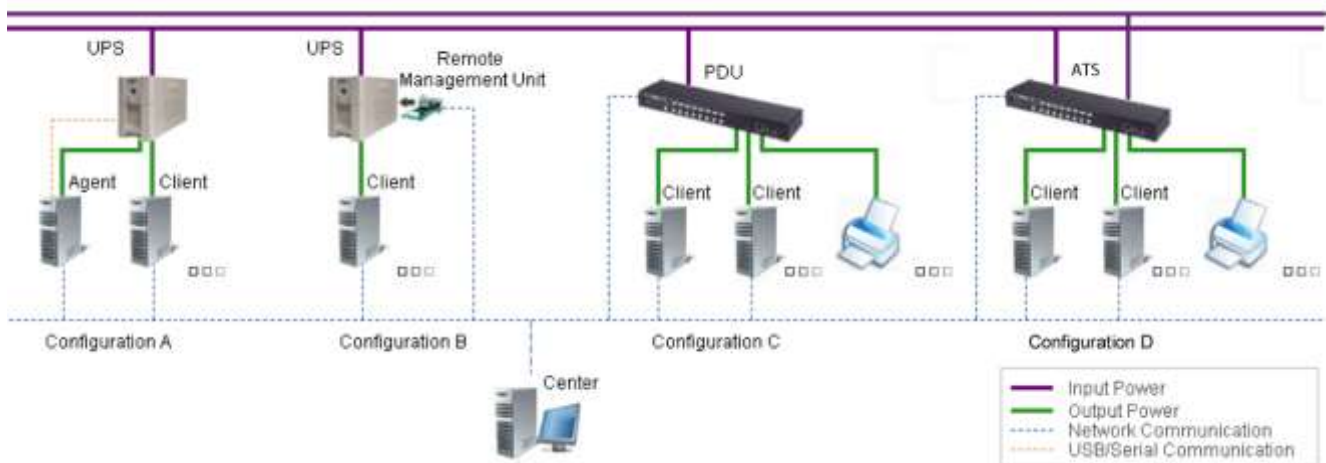 UPS
UPS
Remote
Management Unit
PDU
ATS
Agent
Client
Client
Client
Client
Client
Client
Configuration A
Configuration B
Configuration C
Configuration D
Center
Input Power
Output Power
Network Communication
USB/Serial Communication